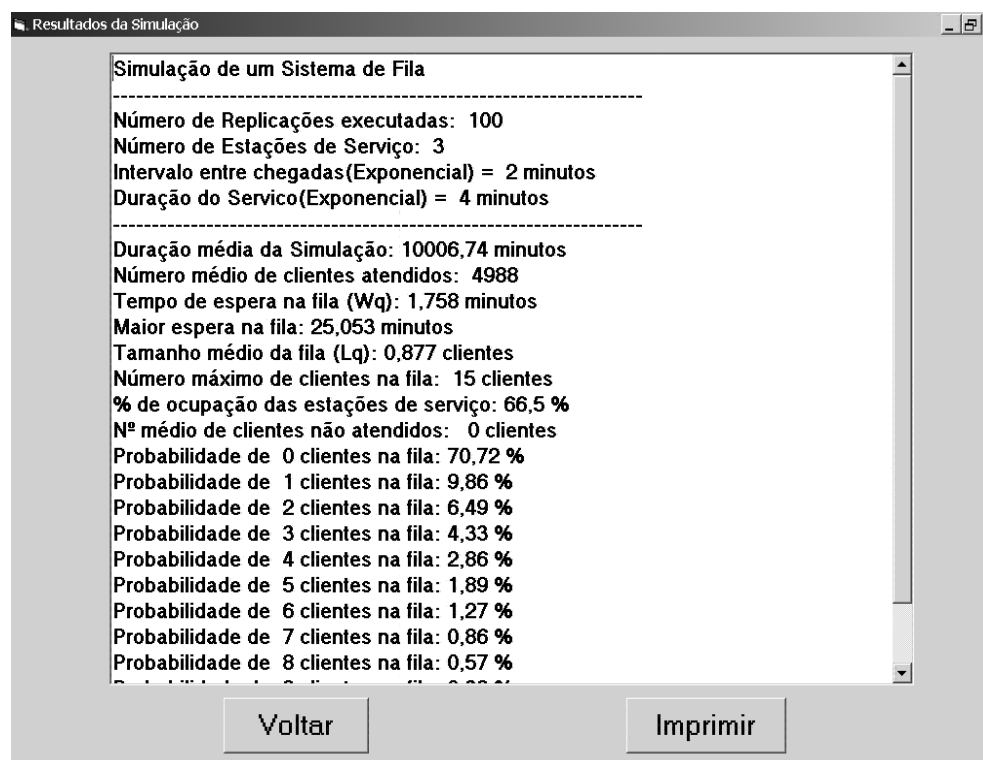 Resultados da Simulação
Simulação de um Sistema de Fila
--------------------------------------------------------------------
Número de Replicações executadas: 100
Número de Estações de Serviço: 3
Intervalo entre chegadas(Exponencial) = 2 minutos
Duração do Servico(Exponencial) = 4 minutos
--------------------------------------------------------------------
Duração média da Simulação: 10006,74 minutos
Número médio de clientes atendidos: 4988
Tempo de espera na fila (Wq): 1,758 minutos
Maior espera na fila: 25,053 minutos
Tamanho médio da fila (Lq): 0,877 clientes
Número máximo de clientes na fila: 15 clientes
% de ocupação das estações de serviço: 66,5 %
Nº médio de clientes não atendidos: 0 clientes
Probabilidade de 0 clientes na fila: 70,72 %
Probabilidade de 1 clientes na fila: 9,86 %
Probabilidade de 2 clientes na fila: 6,49 %
Probabilidade de 3 clientes na fila: 4,33 %
Probabilidade de 4 clientes na fila: 2,86 %
Probabilidade de 5 clientes na fila: 1,89 %
Probabilidade de 6 clientes na fila: 1,27 %
Probabilidade de 7 clientes na fila: 0,86 %
Probabilidade de 8 clientes na fila: 0,57 %
Voltar
Imprimir